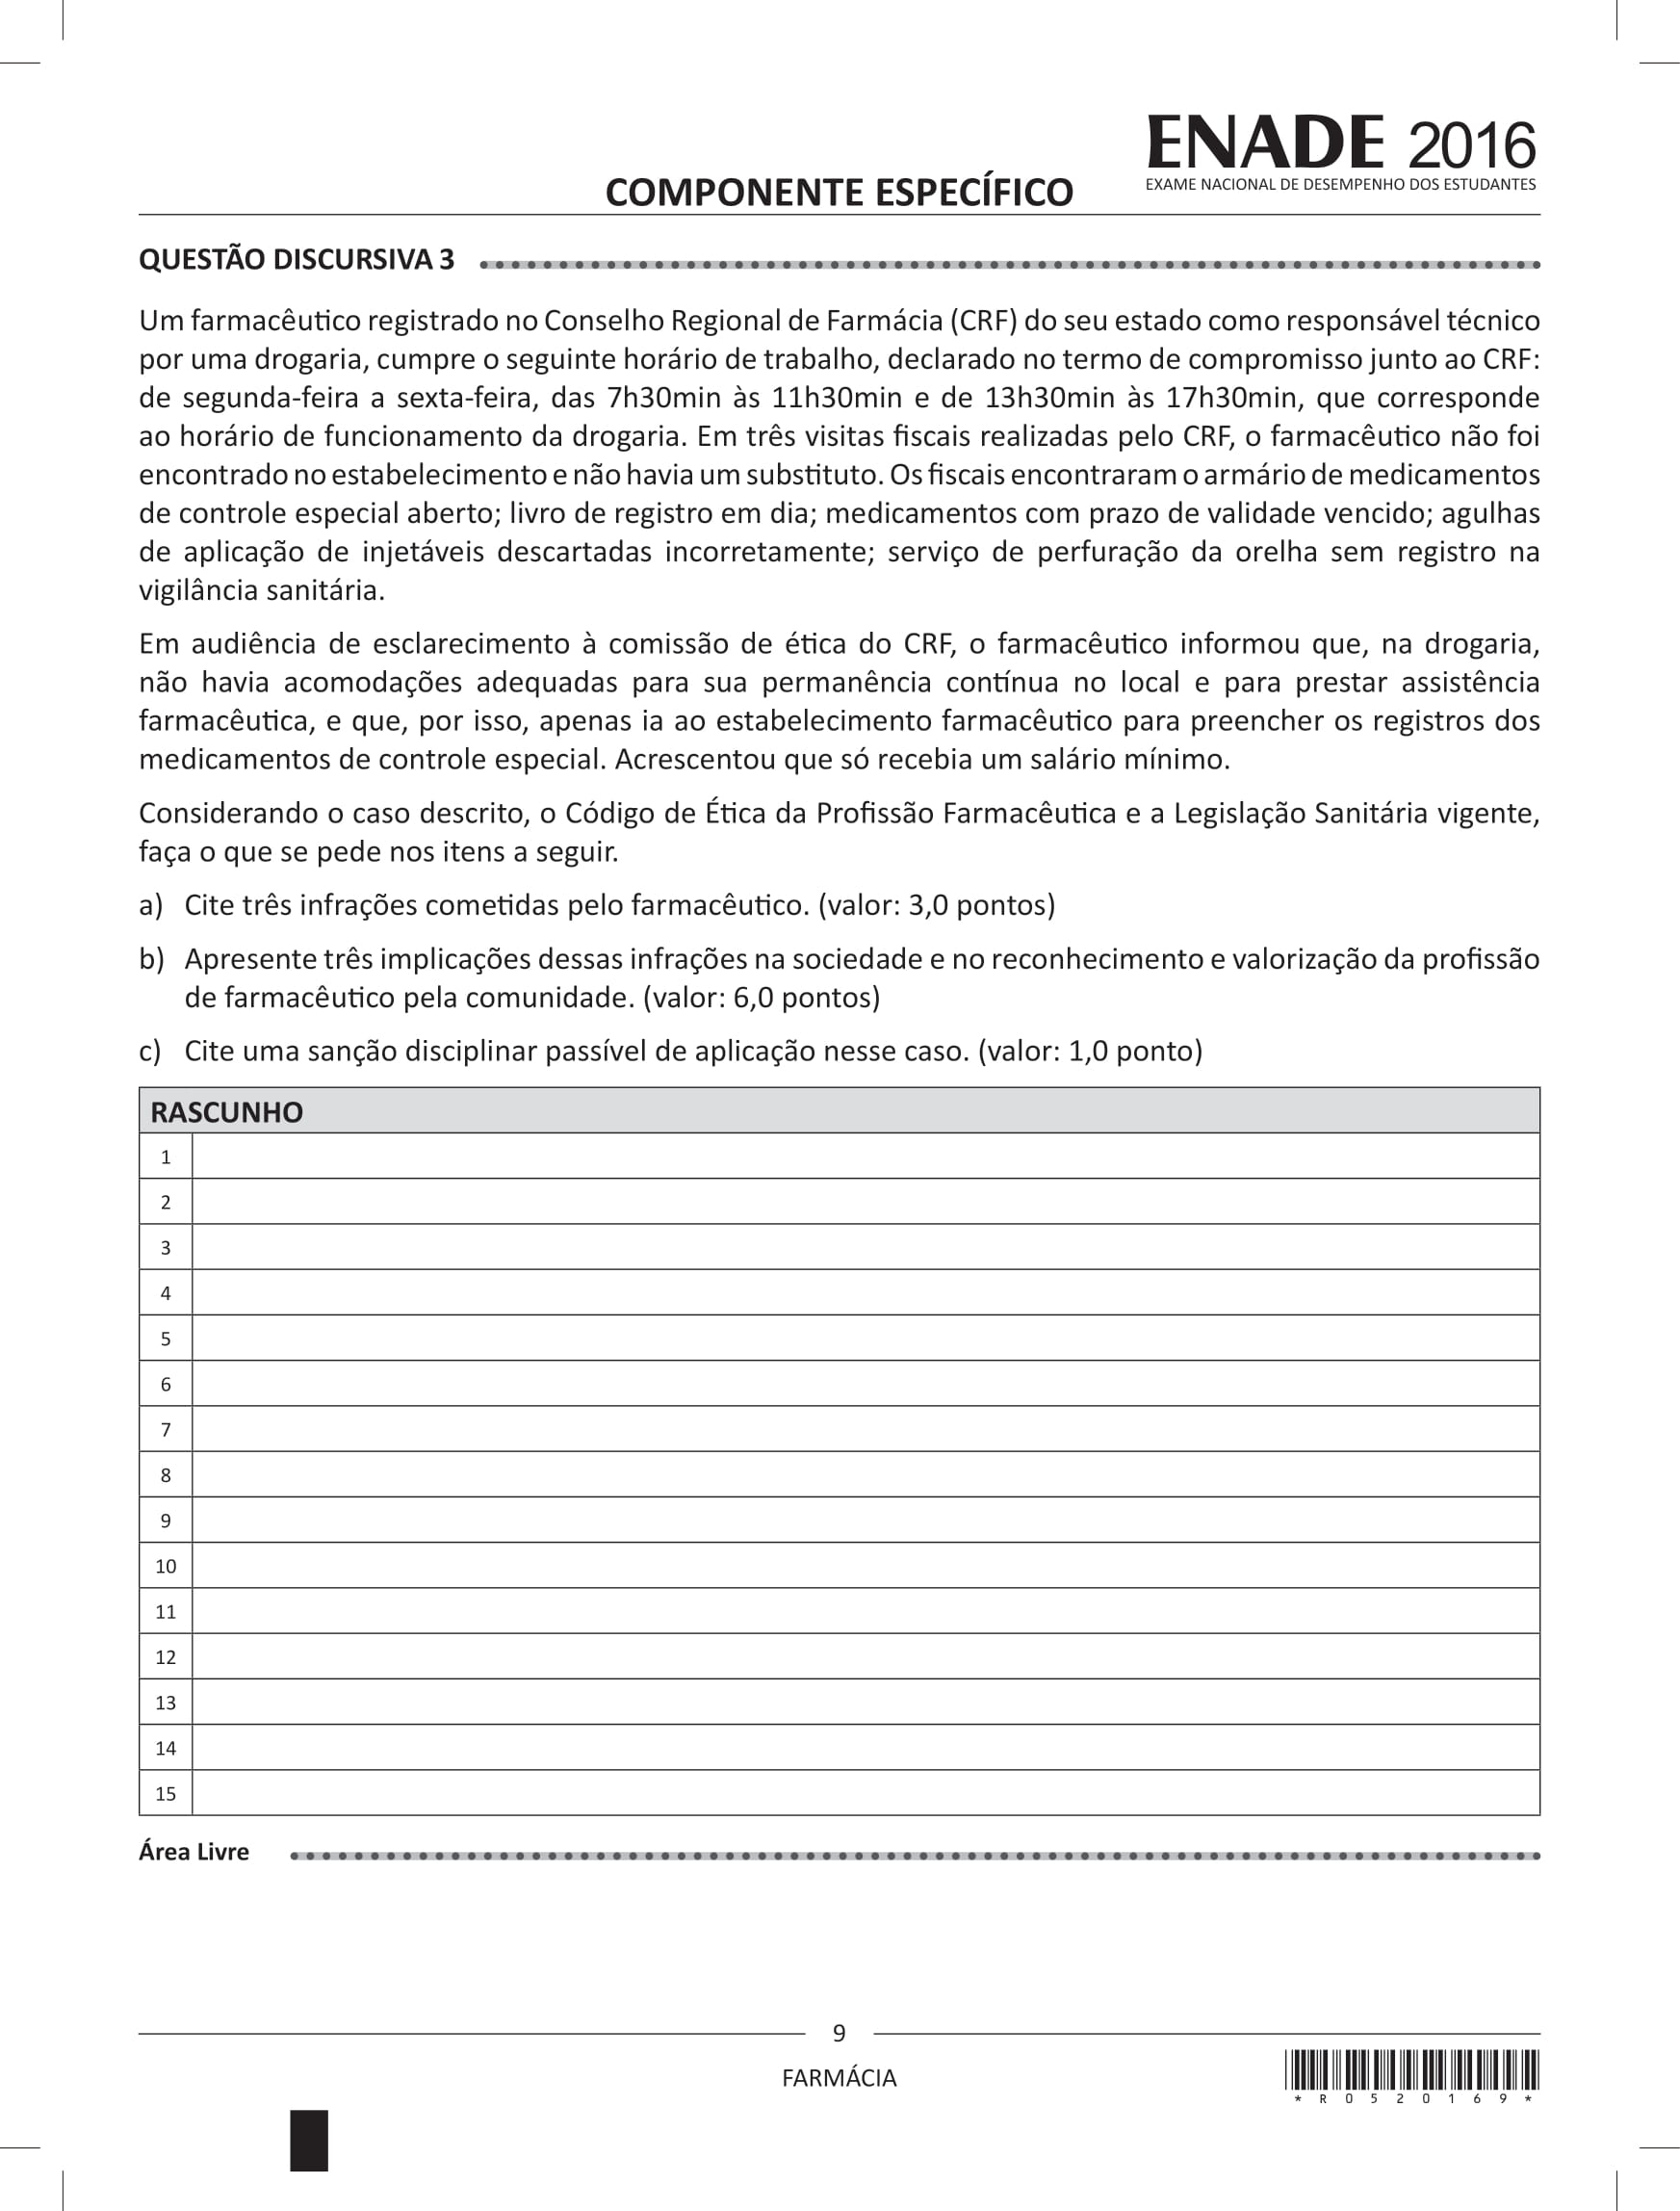 ENADE 2016
EXAME NACIONAL DE DESEMPENHO DOS ESTUDANTES
COMPONENTE ESPECÍFICO
QUESTÃO DISCURSIVA 3
Um farmacêutico registrado no Conselho Regional de Farmácia (CRF) do seu estado como responsável técnico
por uma drogaria, cumpre o seguinte horário de trabalho, declarado no termo de compromisso junto ao CRF:
de segunda-feira a sexta-feira, das 7h30min às 11h30min e de 13h30min às 17h30min, que corresponde
ao horário de funcionamento da drogaria. Em três visitas fiscais realizadas pelo CRF, o farmacêutico não foi
encontrado no estabelecimento e não havia um substituto. Os fiscais encontraram o armário de medicamentos
de controle especial aberto; livro de registro em dia; medicamentos com prazo de validade vencido; agulhas
de aplicação de injetáveis descartadas incorretamente; serviço de perfuração da orelha sem registro na
vigilância sanitária.
Em audiência de esclarecimento à comissão de ética do CRF, o farmacêutico informou que, na drogaria,
não havia acomodações adequadas para sua permanência contínua no local e para prestar assistência
farmacêutica, e que, por isso, apenas ia ao estabelecimento farmacêutico para preencher os registros dos
medicamentos de controle especial. Acrescentou que só recebia um salário mínimo.
Considerando o caso descrito, o Código de Ética da Profissão Farmacêutica e a Legislação Sanitária vigente,
faça o que se pede nos itens a seguir.
a) Cite três infrações cometidas pelo farmacêutico. (valor: 3,0 pontos)
b) Apresente três implicações dessas infrações na sociedade e no reconhecimento e valorização da profissão
de farmacêutico pela comunidade. (valor: 6,0 pontos)
c) Cite uma sanção disciplinar passível de aplicação nesse caso. (valor: 1,0 ponto)
RASCUNHO
1
2
3
4
5
6
7
8
9
10
11
12
13
14
15
Área Livre
9
FARMÁCIA
* R 0 5 2 0 1 6 9 *